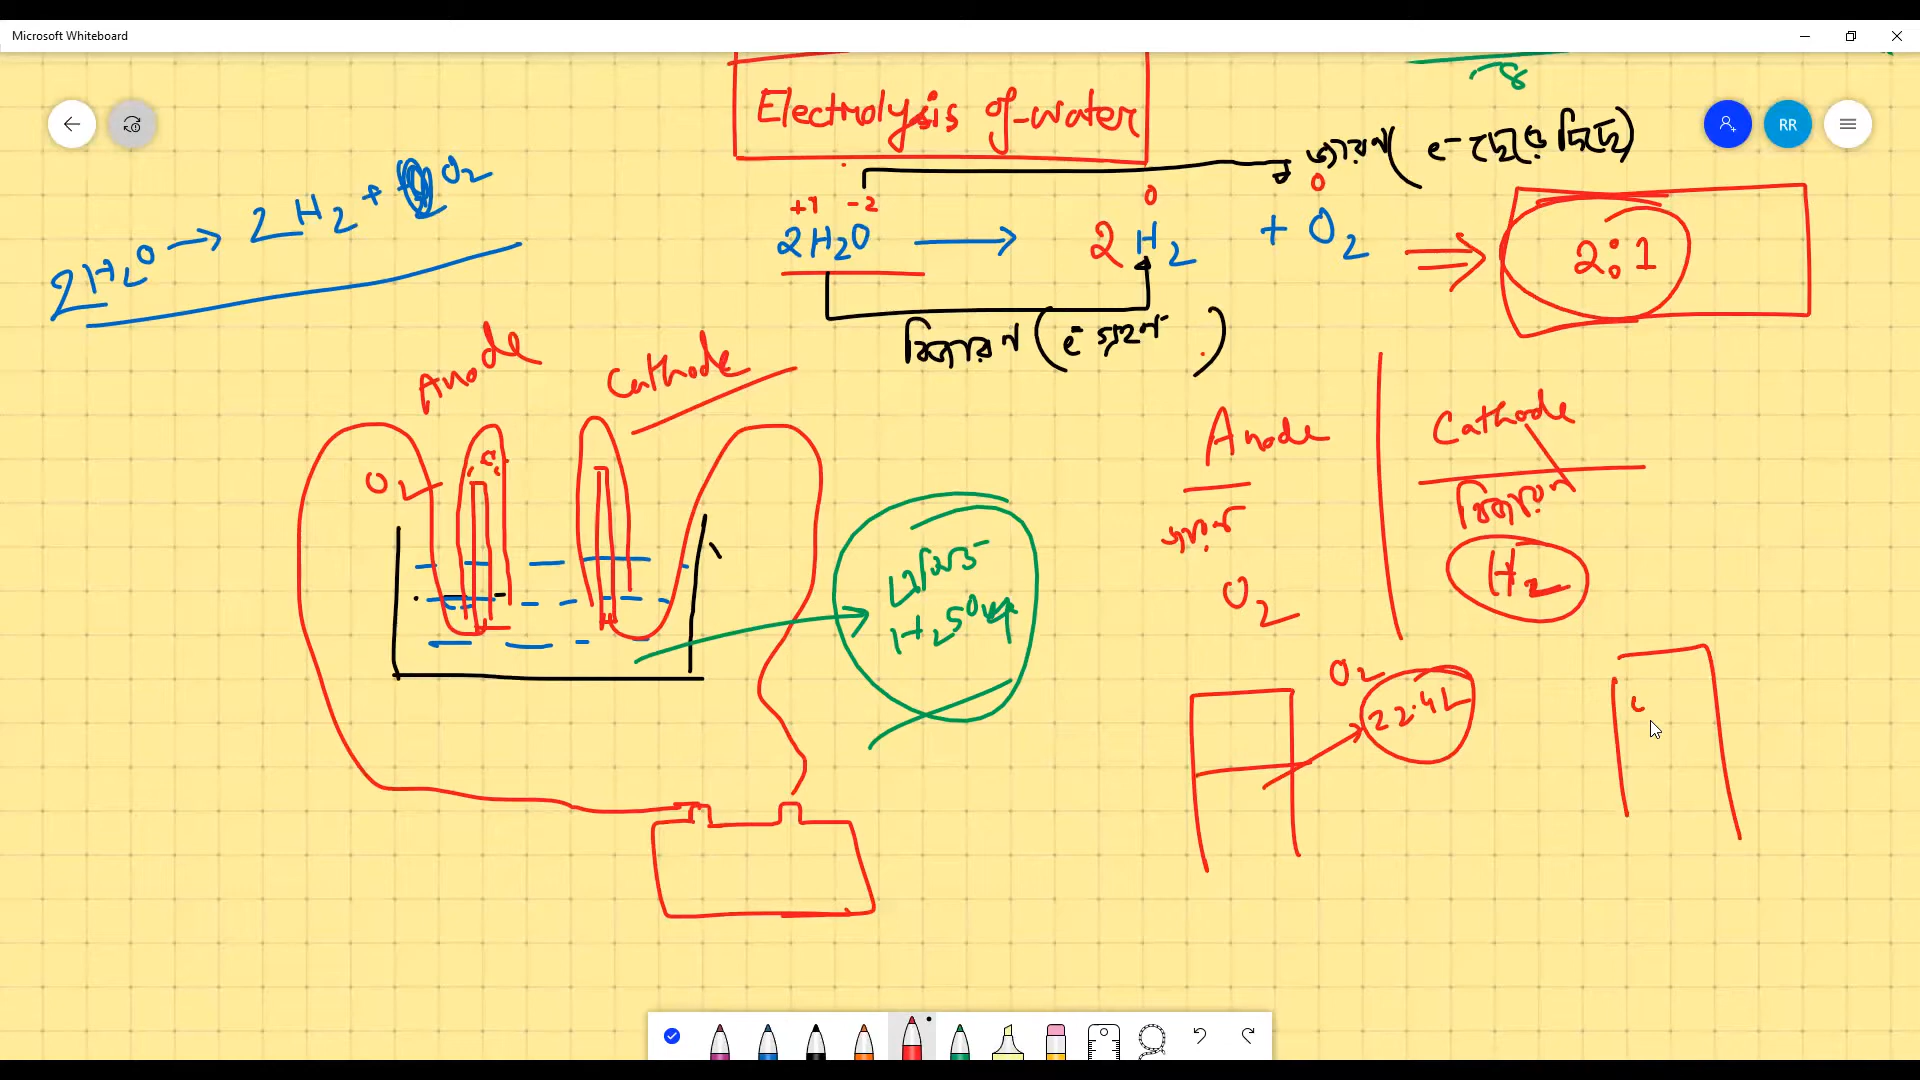 Microsoft Whiteboard
8
Electrolysis of water
RR
2H2O → 2H2 + O2
জারণ (e- ছেড়ে দিচ্ছে)
+1 -2 0 0
2H2O → 2H2 + O2 ⇒ 2:1
বিজারণ (e- গ্রহণ)
Anode Cathode
Anode Cathode
O2
জারণ বিজারণ
H2SO4
O2 H2
O2
22.4L